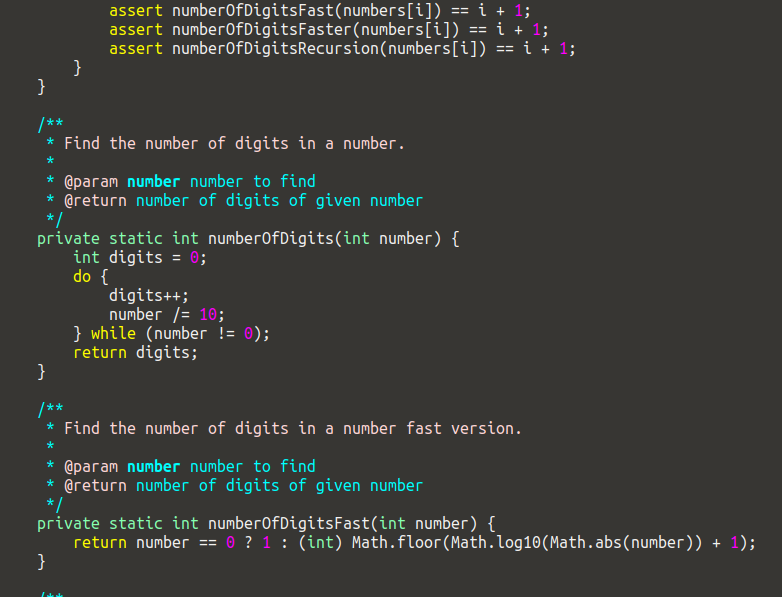 assert numberOfDigitsFast(numbers[i]) == i + 1;
        assert numberOfDigitsFaster(numbers[i]) == i + 1;
        assert numberOfDigitsRecursion(numbers[i]) == i + 1;
    }
}

/**
 * Find the number of digits in a number.
 *
 * @param number number to find
 * @return number of digits of given number
 */
private static int numberOfDigits(int number) {
    int digits = 0;
    do {
        digits++;
        number /= 10;
    } while (number != 0);
    return digits;
}

/**
 * Find the number of digits in a number fast version.
 *
 * @param number number to find
 * @return number of digits of given number
 */
private static int numberOfDigitsFast(int number) {
    return number == 0 ? 1 : (int) Math.floor(Math.log10(Math.abs(number)) + 1);
}

/**